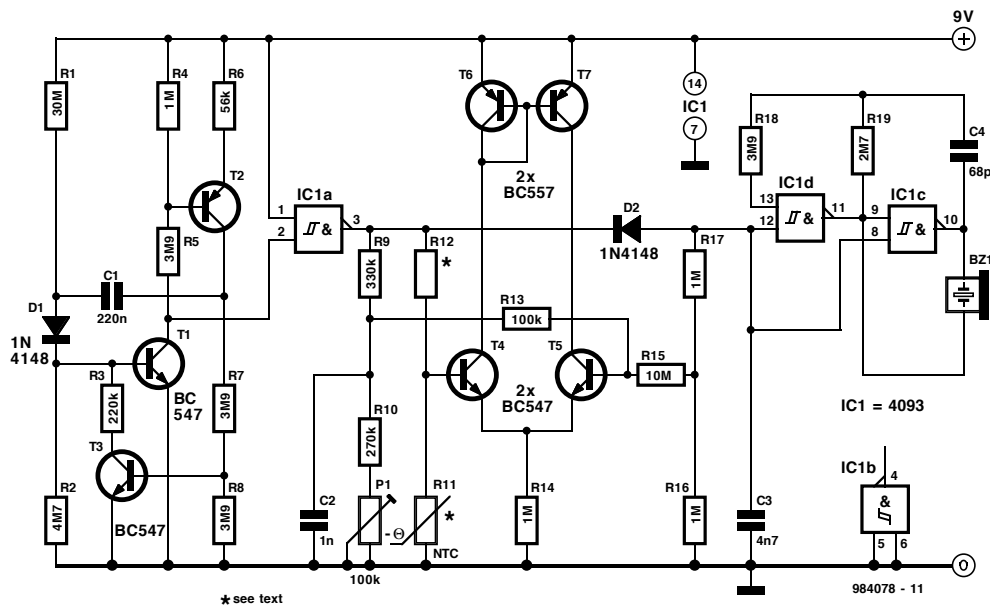 9V
R1
30M
R4
1M
R6
56k
T2
R5
3M9
C1
220n
D1
1N
4148
T1
BC
547
R3
220k
T3
BC547
R2
4M7
R7
3M9
R8
3M9
IC1a
1
2
3
&
R9
330k
R12
*
R10
270k
C2
1n
P1
100k
-Θ
R11
*
NTC
T6
T7
2x
BC557
R13
100k
T4
T5
2x
BC547
R14
1M
R15
10M
D2
1N4148
R17
1M
R16
1M
C3
4n7
14
IC1
7
R18
3M9
R19
2M7
C4
68p
IC1d
13
12
11
&
IC1c
9
8
10
&
BZ1
IC1 = 4093
IC1b
4
&
5
6
0
984078 - 11
* see text